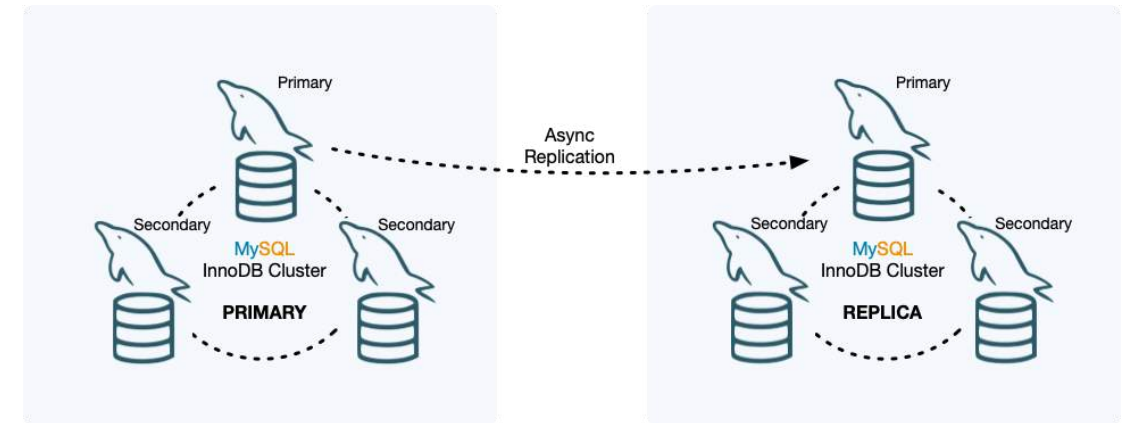 Primary
Secondary
Secondary
MySQL
InnoDB Cluster
PRIMARY
Async
Replication
Primary
Secondary
Secondary
MySQL
InnoDB Cluster
REPLICA